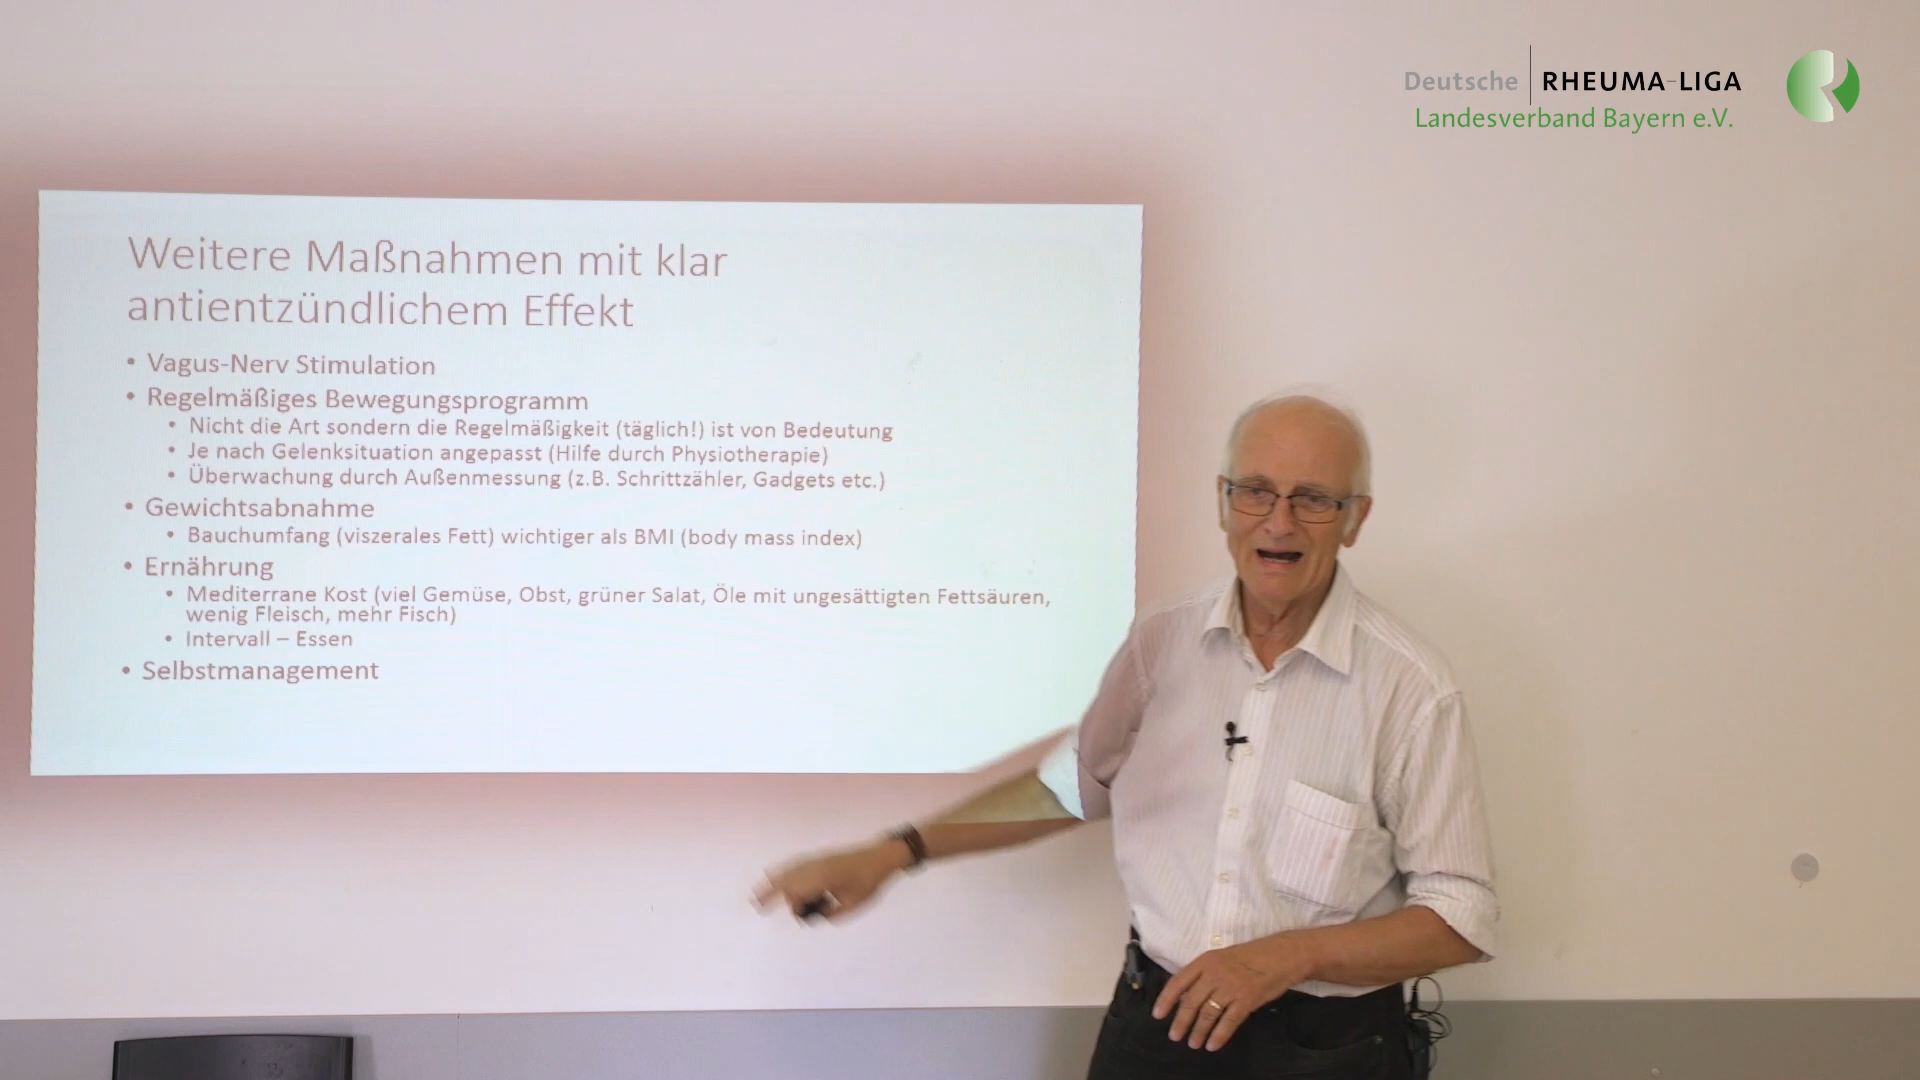 Deutsche RHEUMA-LIGA
Landesverband Bayern e.V.
Weitere Maßnahmen mit klar
antientzündlichem Effekt
• Vagus-Nerv Stimulation
• Regelmäßiges Bewegungsprogramm
• Nicht die Art sondern die Regelmäßigkeit (täglich!) ist von Bedeutung
• Je nach Gelenksituation angepasst (Hilfe durch Physiotherapie)
• Überwachung durch Außenmessung (z.B. Schrittzähler, Gadgets etc.)
• Gewichtsabnahme
• Bauchumfang (viszerales Fett) wichtiger als BMI (body mass index)
• Ernährung
• Mediterrane Kost (viel Gemüse, Obst, grüner Salat, Öle mit ungesättigten Fettsäuren,
wenig Fleisch, mehr Fisch)
• Intervall – Essen
• Selbstmanagement